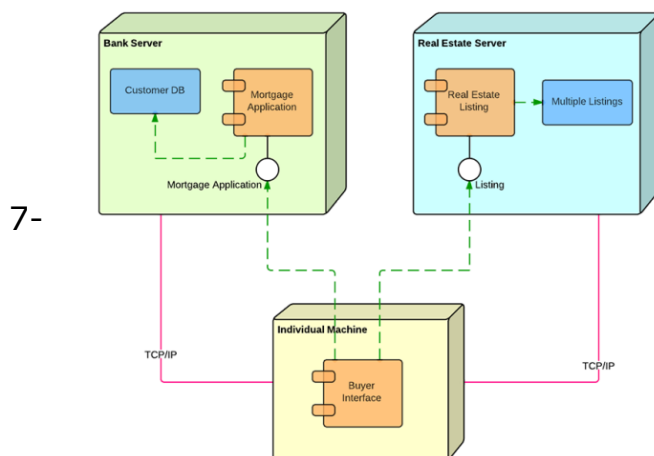 Bank Server
Real Estate Server
Customer DB
Mortgage
Application
Real Estate
Listing
Multiple Listings
Mortgage Application
Listing
7-
Individual Machine
TCP/IP
TCP/IP
Buyer
Interface